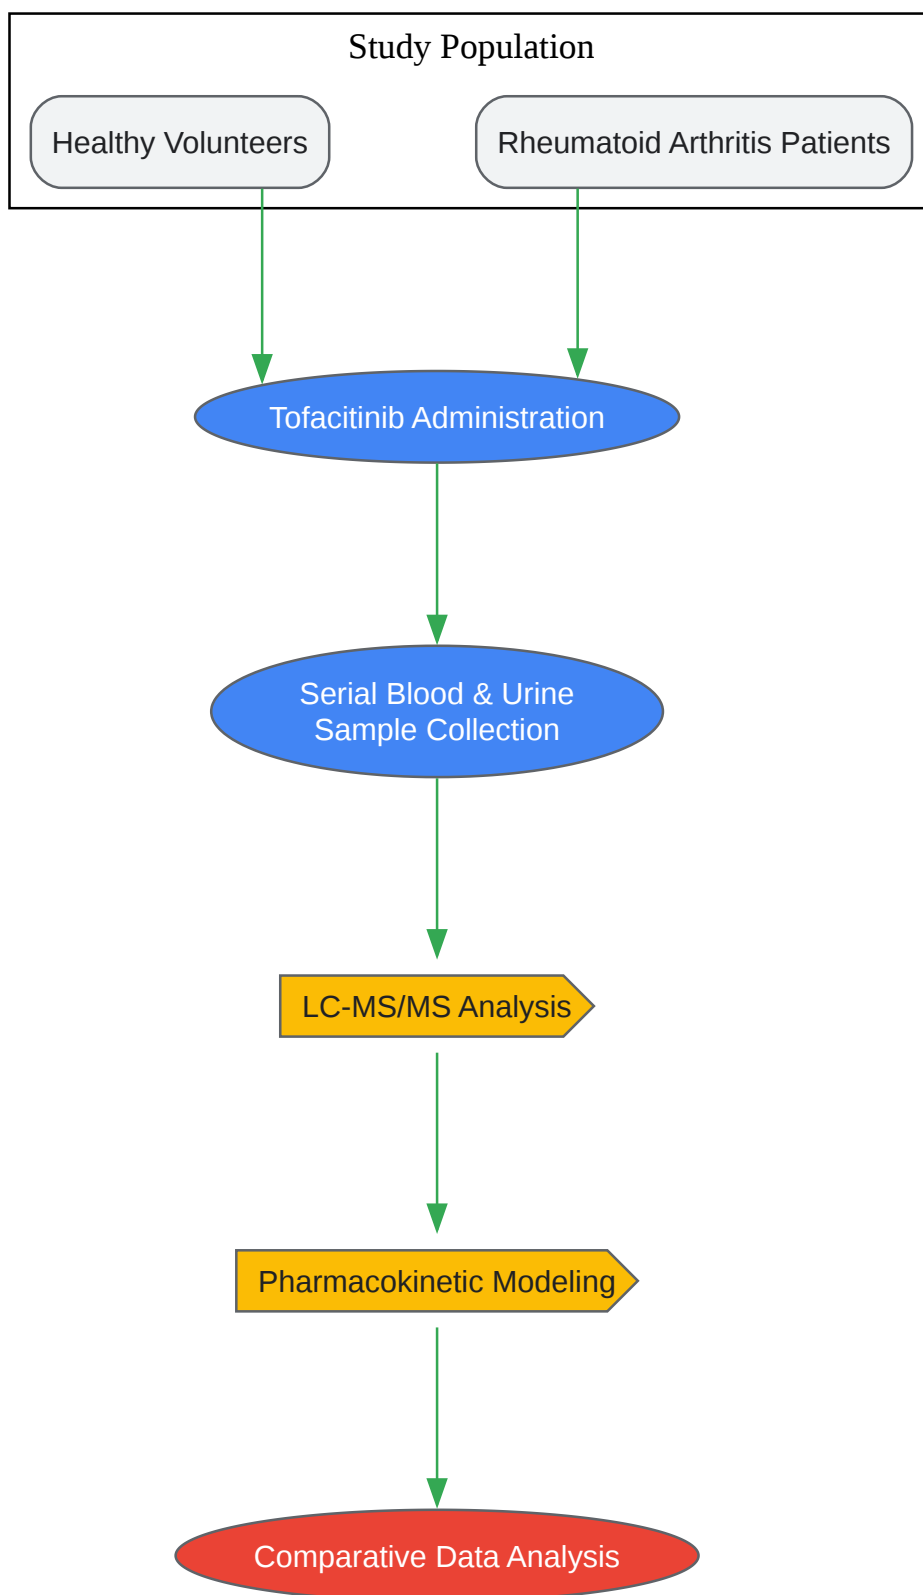 Study Population
Healthy Volunteers
Rheumatoid Arthritis Patients
Tofacitinib Administration
Serial Blood & Urine
Sample Collection
LC-MS/MS Analysis
Pharmacokinetic Modeling
Comparative Data Analysis